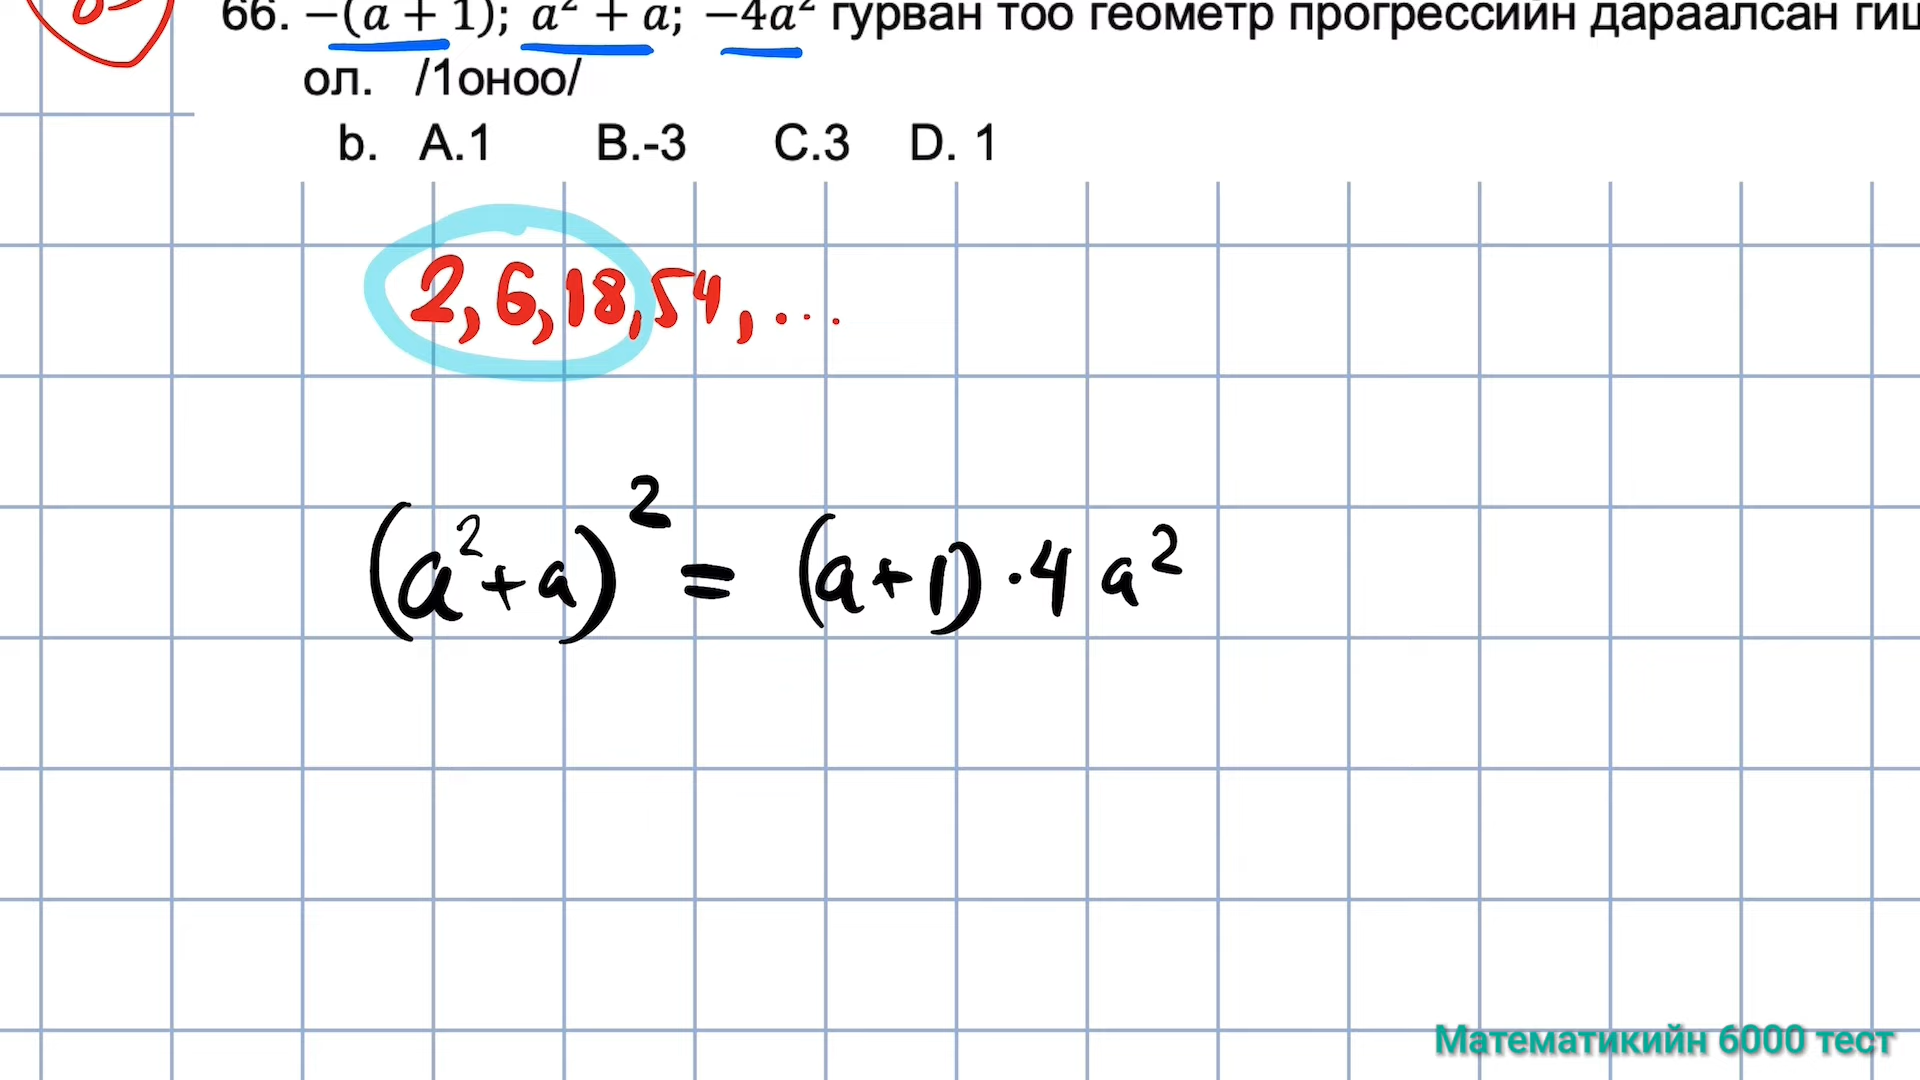 66. −(a + 1); a² + a; −4a² гурван тоо геометр прогрессийн дараалсан
ол. /1оноо/
b. A.1 B.-3 C.3 D. 1
2, 6, 18, 54, ...
(a²+a)² = (a+1)·4a²
Математикийн 6000 тест